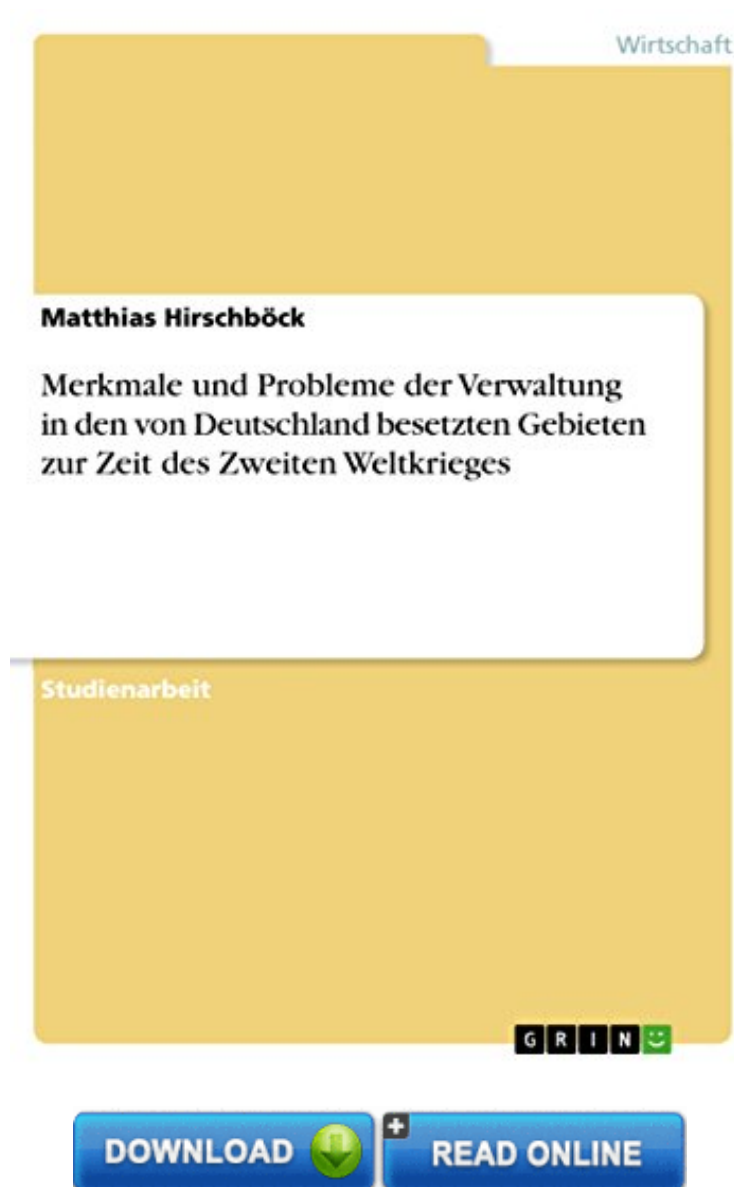 Wirtschaft
Matthias Hirschböck
Merkmale und Probleme der Verwaltung
in den von Deutschland besetzten Gebieten
zur Zeit des Zweiten Weltkrieges
Studienarbeit
GRIN
DOWNLOAD
READ ONLINE